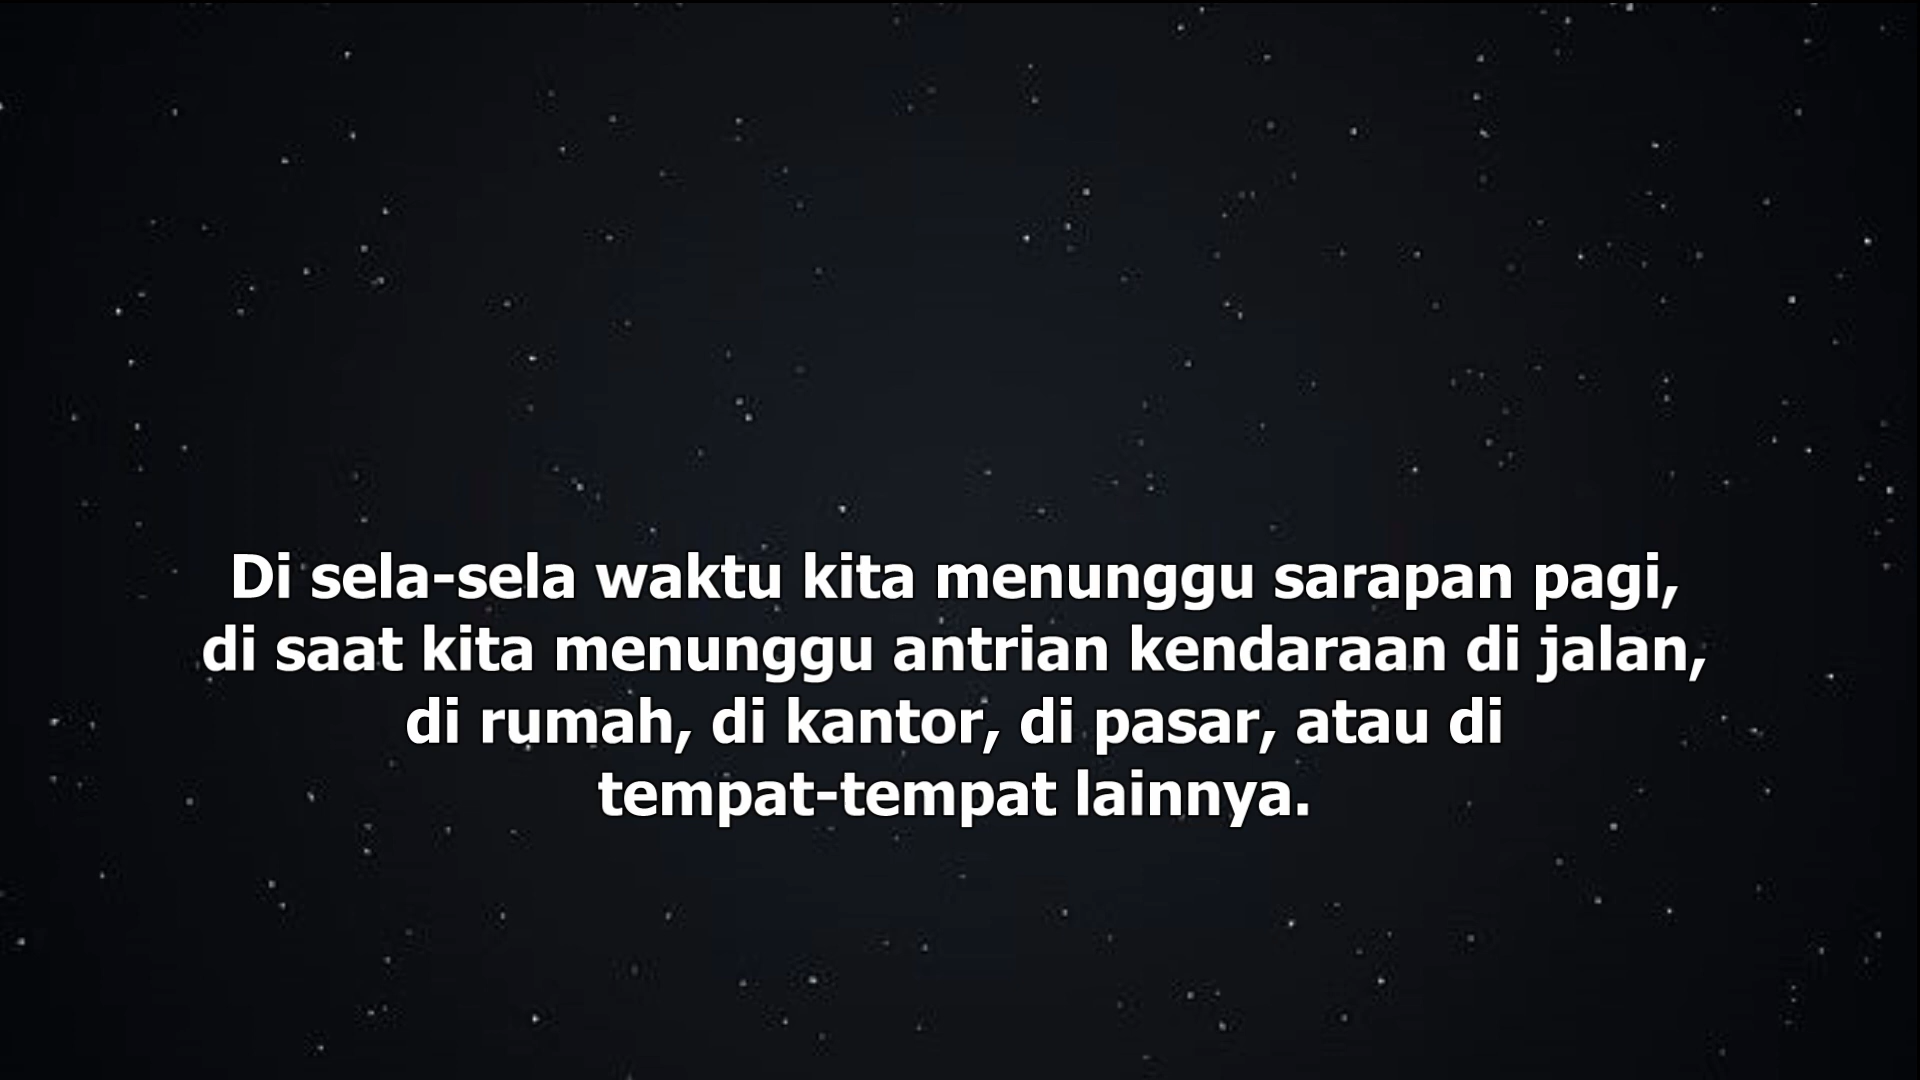 Di sela-sela waktu kita menunggu sarapan pagi,
di saat kita menunggu antrian kendaraan di jalan,
di rumah, di kantor, di pasar, atau di
tempat-tempat lainnya.